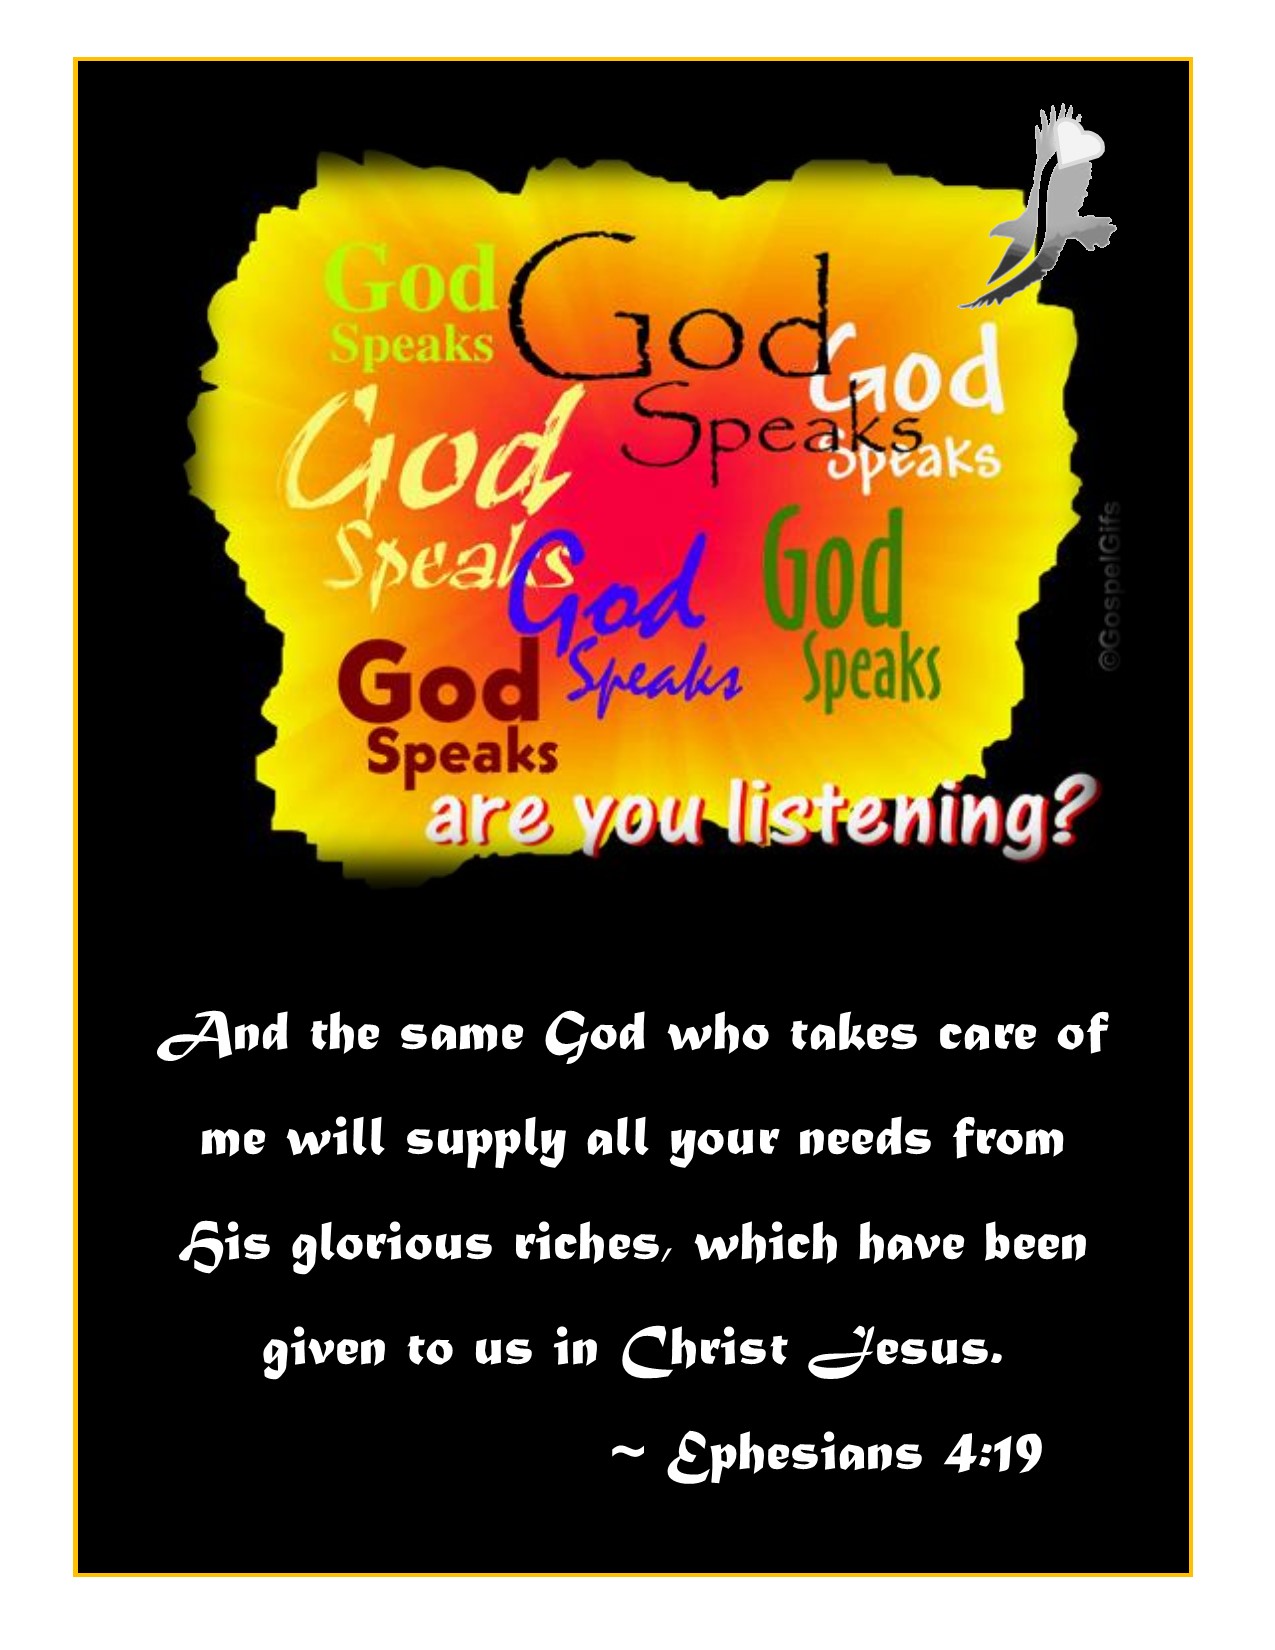 God
Speaks
God
Speaks
God
Speaks
God
Speaks
God
Speaks
God
Speaks
God
Speaks
are you listening?
©GospelGifs
And the same God who takes care of
me will supply all your needs from
His glorious riches, which have been
given to us in Christ Jesus.
~ Ephesians 4:19